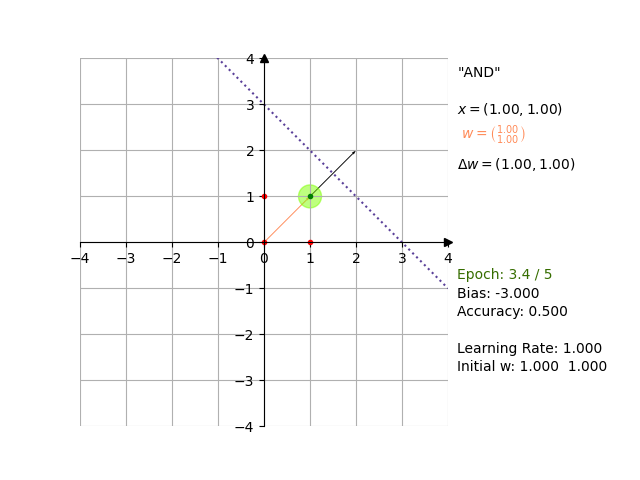 "AND"
x = (1.00, 1.00)
w = (1.00 1.00)
Δw = (1.00, 1.00)
4
3
2
1
0
−4 −3 −2 −1 0 1 2 3 4
−1
−2
−3
−4
Epoch: 3.4 / 5
Bias: -3.000
Accuracy: 0.500
Learning Rate: 1.000
Initial w: 1.000 1.000